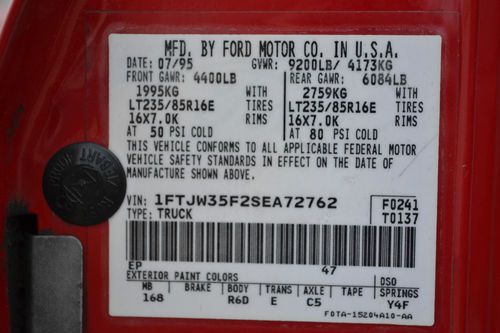 MFD. BY FORD MOTOR CO. IN U.S.A.
DATE: 07/95 GVWR: 9200LB/ 4173KG
FRONT GAWR: 4400LB REAR GAWR: 6084LB
1995KG WITH 2759KG WITH
LT235/85R16E TIRES LT235/85R16E TIRES
16X7.0K RIMS 16X7.0K RIMS
AT 50 PSI COLD AT 80 PSI COLD
THIS VEHICLE CONFORMS TO ALL APPLICABLE FEDERAL MOTOR
VEHICLE SAFETY STANDARDS IN EFFECT ON THE DATE OF
MANUFACTURE SHOWN ABOVE.
VIN: 1FTJW35F2SEA72762 F0241
TYPE: TRUCK T0137
EP 47
EXTERIOR PAINT COLORS DSO
MB BRAKE BODY TRANS AXLE TAPE SPRINGS
168 R6D E C5 Y4F
F0TA-15204A10-AA